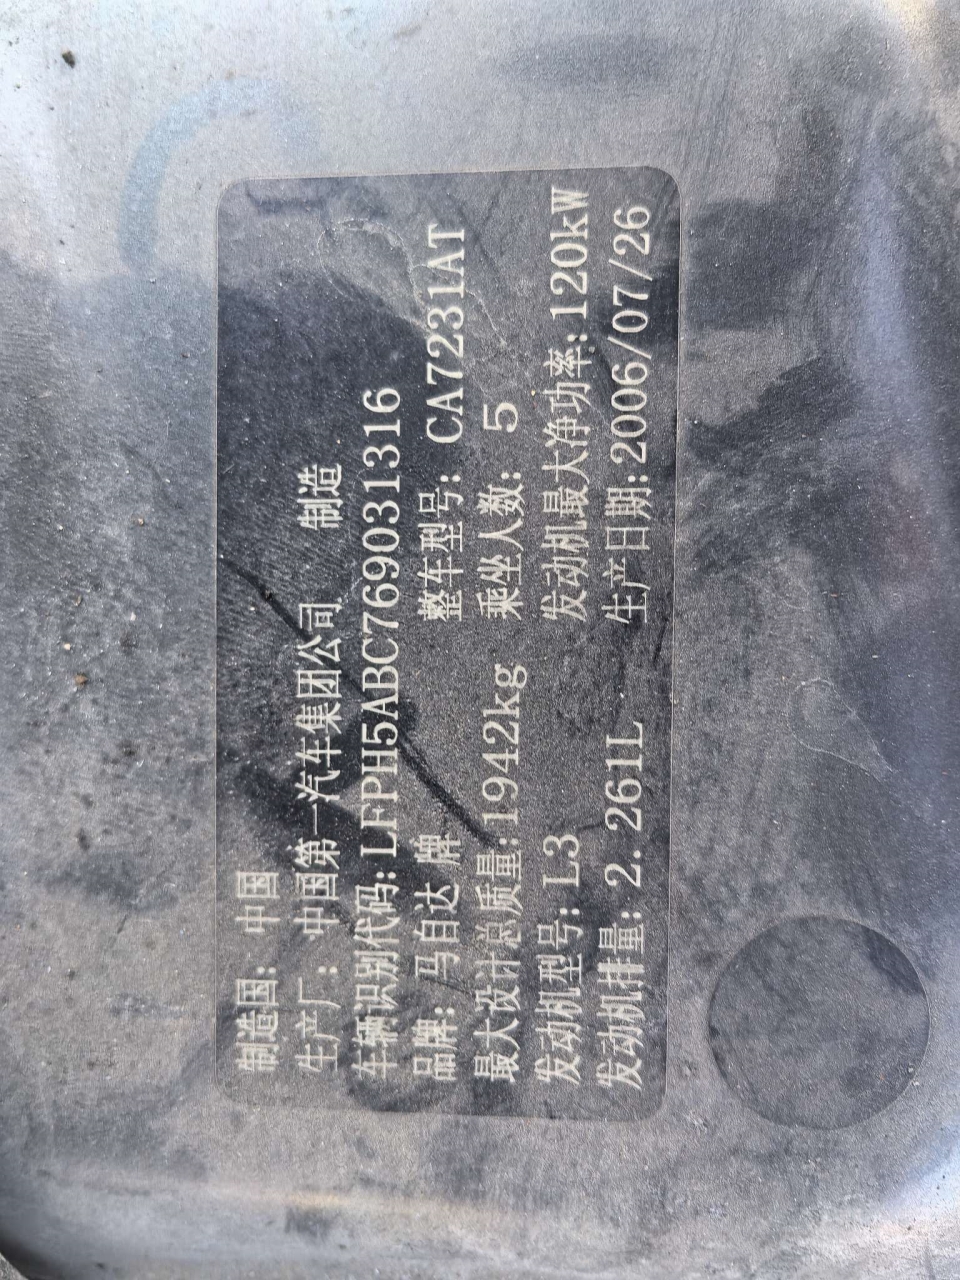 制造国： 中国
生产厂： 中国第一汽车集团公司 制造
车辆识别代码：LFPH5ABC769031316
品牌：马自达 牌 整车型号：CA7231AT
最大设计总质量：1942kg 乘坐人数： 5
发动机型号：L3 发动机最大净功率：120kW
发动机排量：2.261L 生产日期：2006/07/26